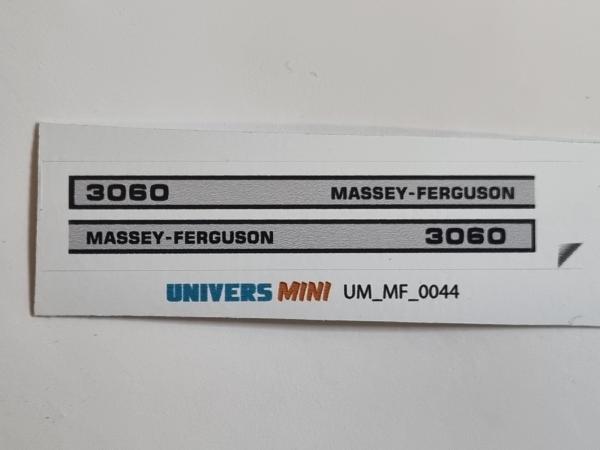 3060 MASSEY-FERGUSON
MASSEY-FERGUSON 3060
UNIVERS MINI UM_MF_0044